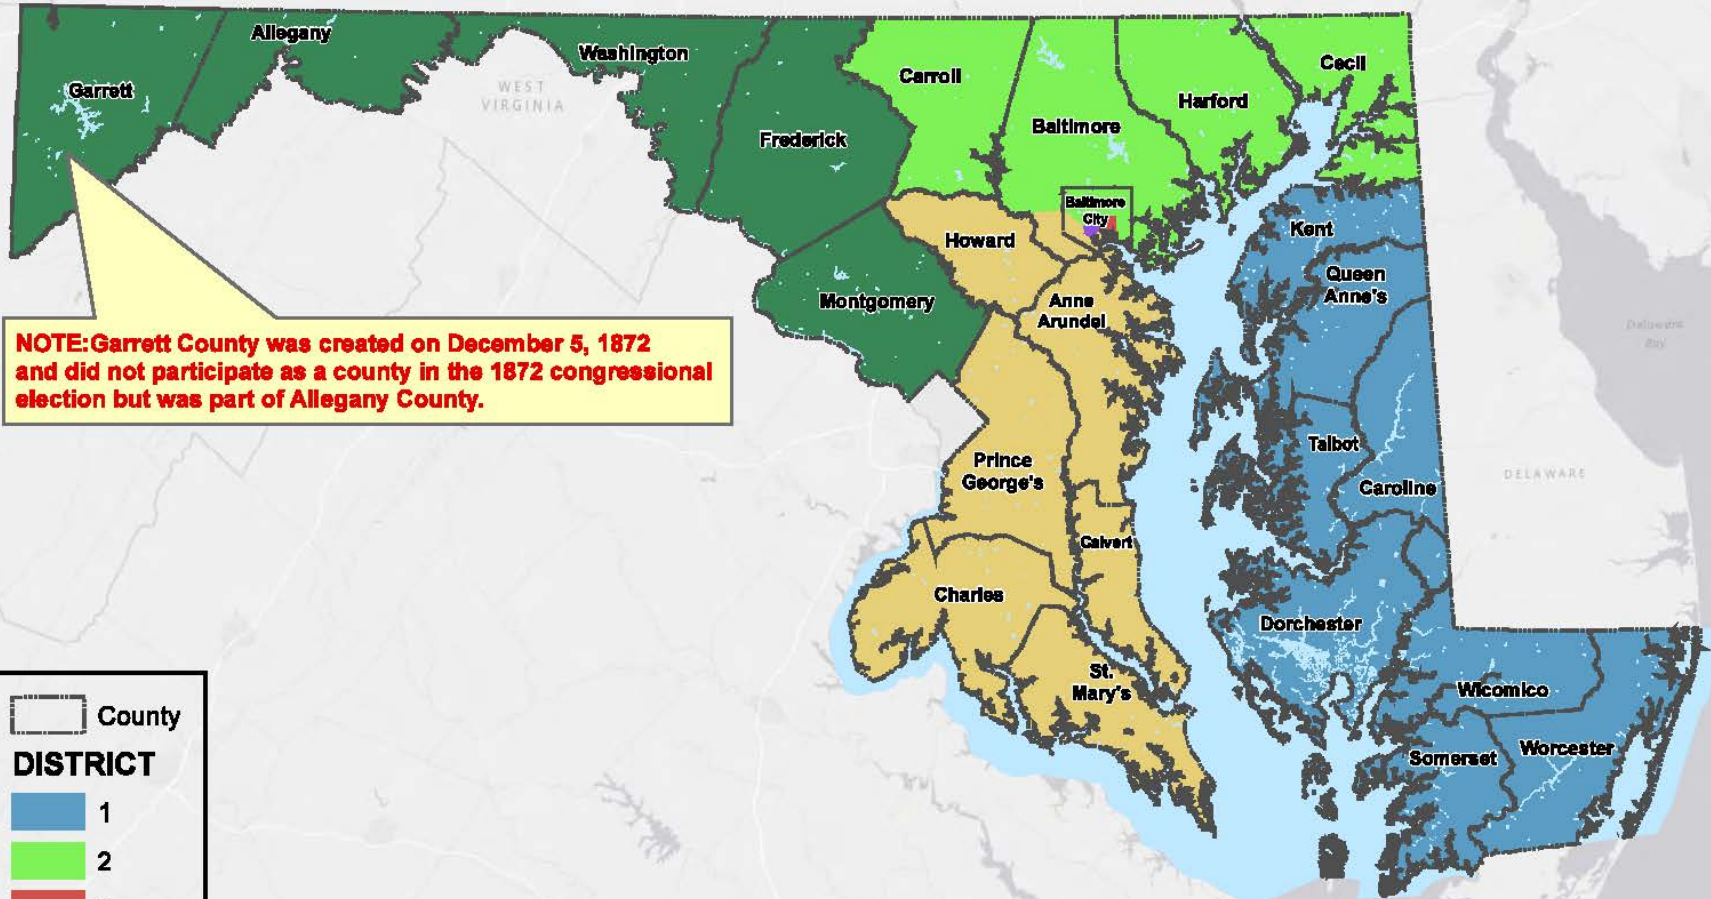 Allegany
Washington
Garrett
WEST
VIRGINIA
Frederick
Carroll
Baltimore
Harford
Cecil
Baltimore
City
Howard
Montgomery
Anne
Arundel
Kent
Queen
Anne's
Delaware
Bay
NOTE:Garrett County was created on December 5, 1872
and did not participate as a county in the 1872 congressional
election but was part of Allegany County.
Prince
George's
Talbot
Caroline
DELAWARE
Calvert
Charles
Dorchester
St.
Mary's
Wicomico
Somerset
Worcester
County
DISTRICT
1
2